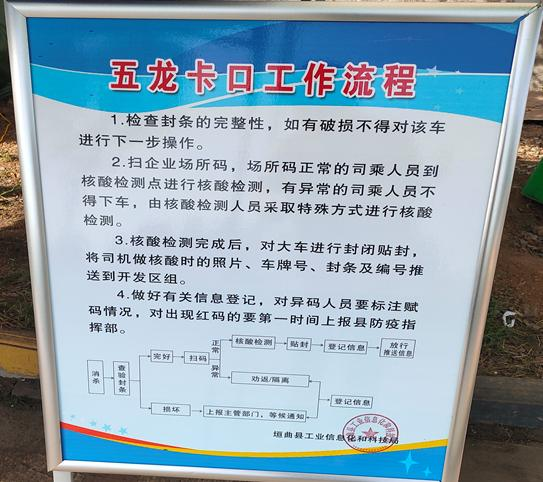 五龙卡口工作流程
1.检查封条的完整性，如有破损不得对该车
进行下一步操作。
2.扫企业场所码，场所码正常的司乘人员到
核酸检测点进行核酸检测，有异常的司乘人员不
得下车，由核酸检测人员采取特殊方式进行核酸
检测。
3.核酸检测完成后，对大车进行封闭贴封，
将司机做核酸时的照片、车牌号、封条及编号推
送到开发区组。
4.做好有关信息登记，对异码人员要标注赋
码情况，对出现红码的要第一时间上报县防疫指
挥部。
消杀
查验封条
完好
扫码
正常
核酸检测
贴封
登记信息
放行
推送信息
异常
劝返/隔离
登记信息
损坏
上报主管部门，等候通知
垣曲县工业信息化和科技局